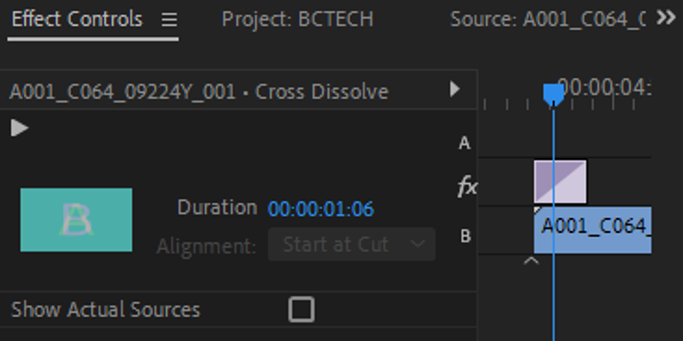 Effect Controls ≡ Project: BCTECH Source: A001_C064_0
A001_C064_09224Y_001 • Cross Dissolve
00:00:04:
A
fx
B
Duration 00:00:01:06
Alignment: Start at Cut
B
A001_C064_
Show Actual Sources